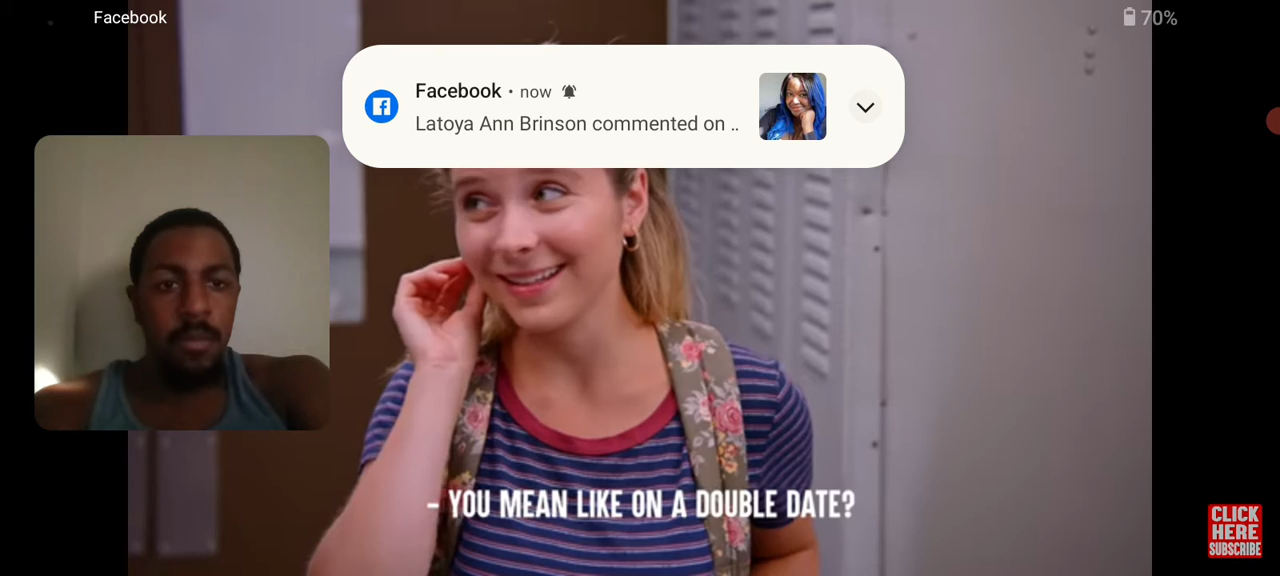 Facebook
70%
Facebook • now
Latoya Ann Brinson commented on ..
- YOU MEAN LIKE ON A DOUBLE DATE?
CLICK
HERE
SUBSCRIBE